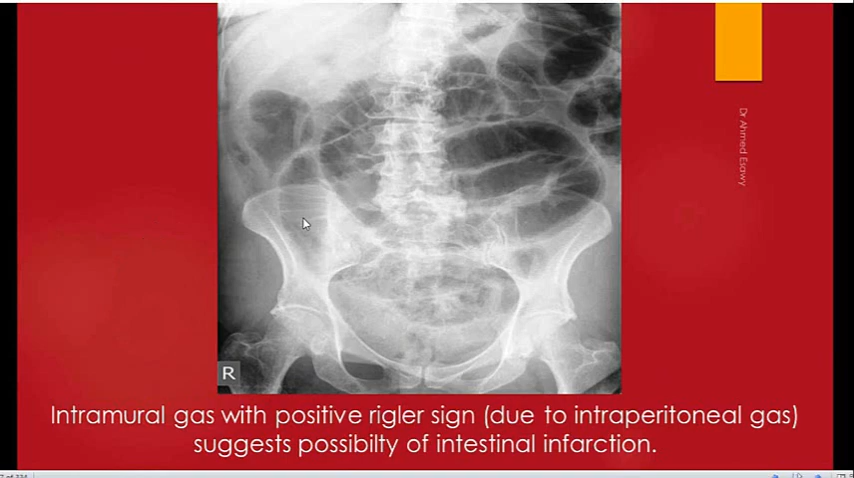 Dr Ahmed Esawy
R
Intramural gas with positive rigler sign (due to intraperitoneal gas)
suggests possibilty of intestinal infarction.